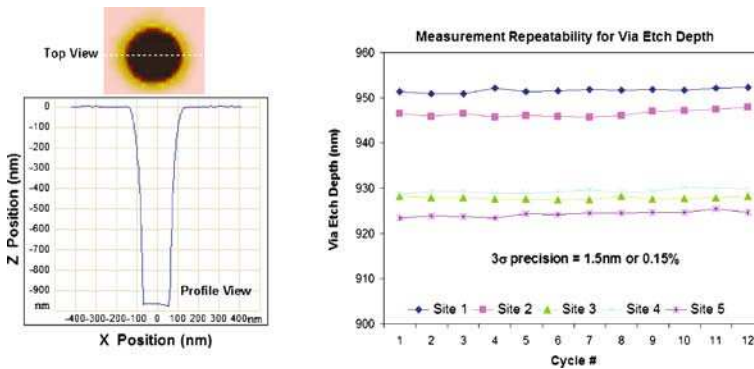 Top View
0
-100
-200
-300
-400
-500
-600
-700
-800
-900
nm
Z Position (nm)
Profile View
-400-300-200-100 0 100 200 300 400nm
X Position (nm)
Measurement Repeatability for Via Etch Depth
960
950
940
930
920
910
900
Via Etch Depth (nm)
3σ precision = 1.5nm or 0.15%
Site 1 Site 2 Site 3 Site 4 Site 5
1 2 3 4 5 6 7 8 9 10 11 12
Cycle #